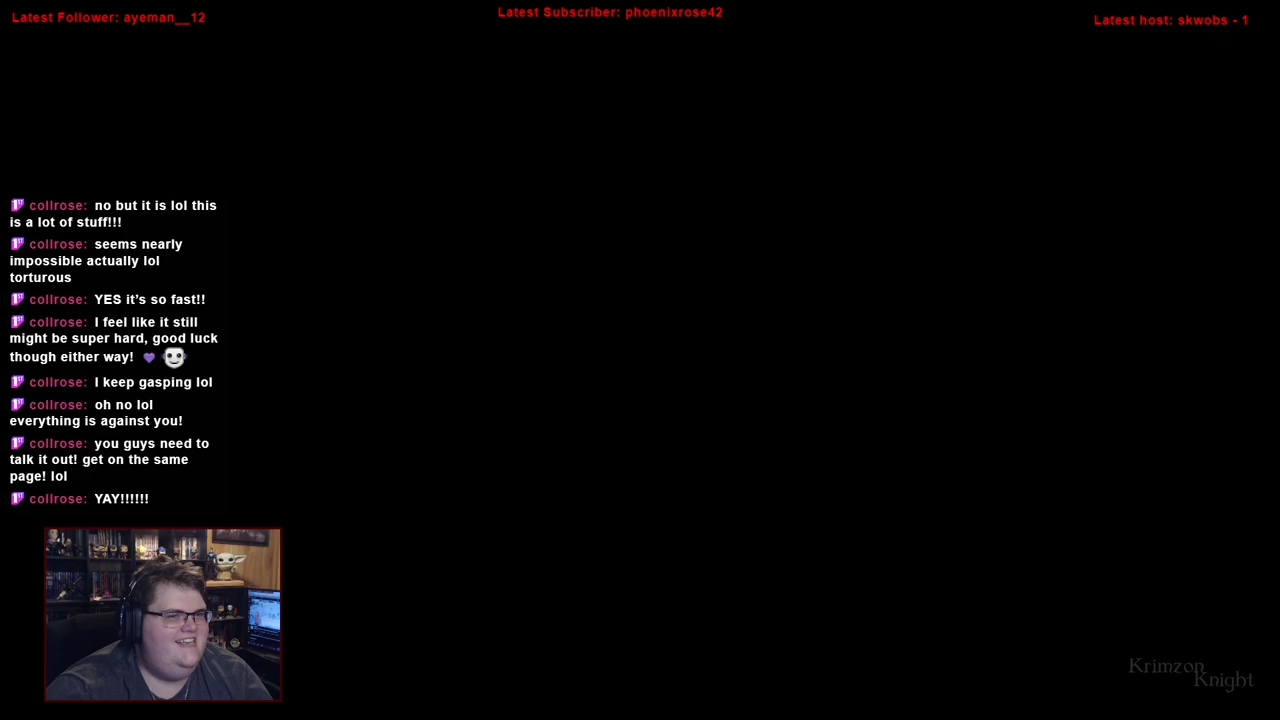 Latest Follower: ayeman__12
Latest Subscriber: phoenixrose42
Latest host: skwobs - 1
collrose: no but it is lol this
is a lot of stuff!!!
collrose: seems nearly
impossible actually lol
torturous
collrose: YES it's so fast!!
collrose: I feel like it still
might be super hard, good luck
though either way!
collrose: I keep gasping lol
collrose: oh no lol
everything is against you!
collrose: you guys need to
talk it out! get on the same
page! lol
collrose: YAY!!!!!!
Krimzon
Knight